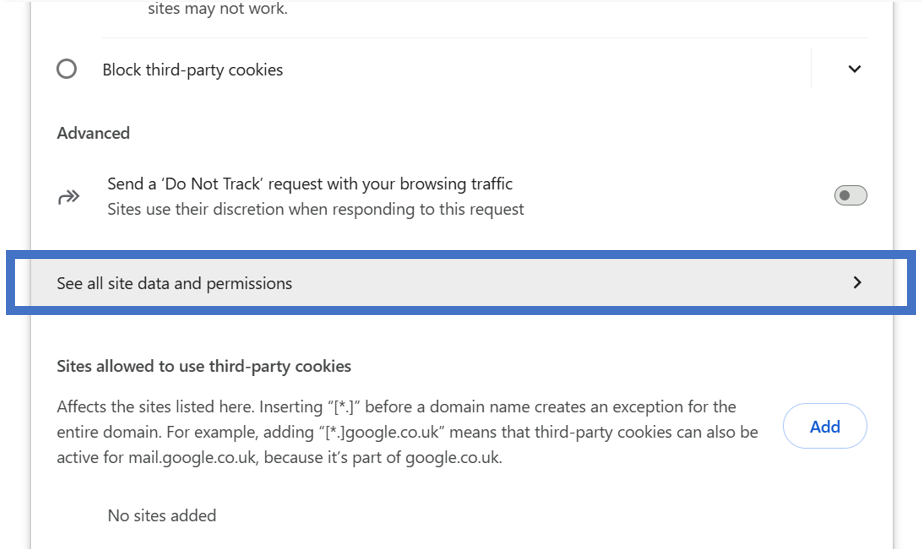 sites may not work.
Block third-party cookies
Advanced
Send a ‘Do Not Track’ request with your browsing traffic
Sites use their discretion when responding to this request
See all site data and permissions
Sites allowed to use third-party cookies
Affects the sites listed here. Inserting “[*.]” before a domain name creates an exception for the
entire domain. For example, adding “[*.]google.co.uk” means that third-party cookies can also be
active for mail.google.co.uk, because it’s part of google.co.uk.
Add
No sites added